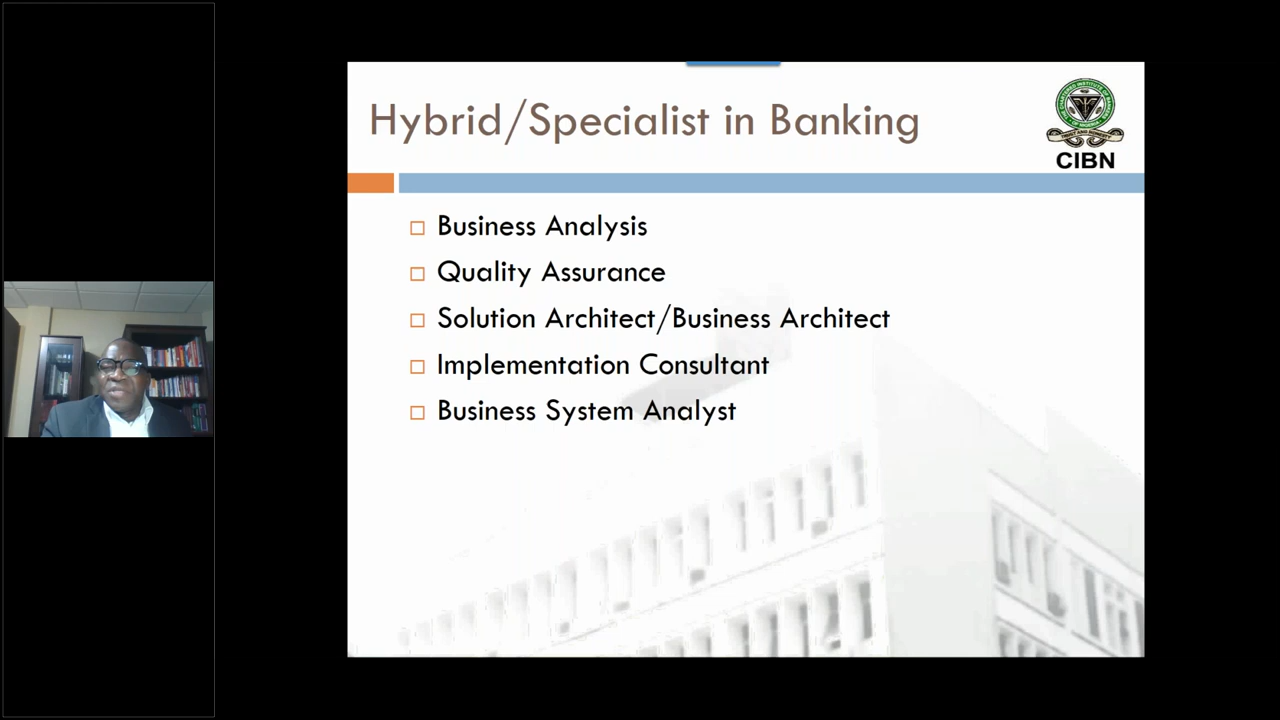 Hybrid/Specialist in Banking
CIBN
Business Analysis
Quality Assurance
Solution Architect/Business Architect
Implementation Consultant
Business System Analyst